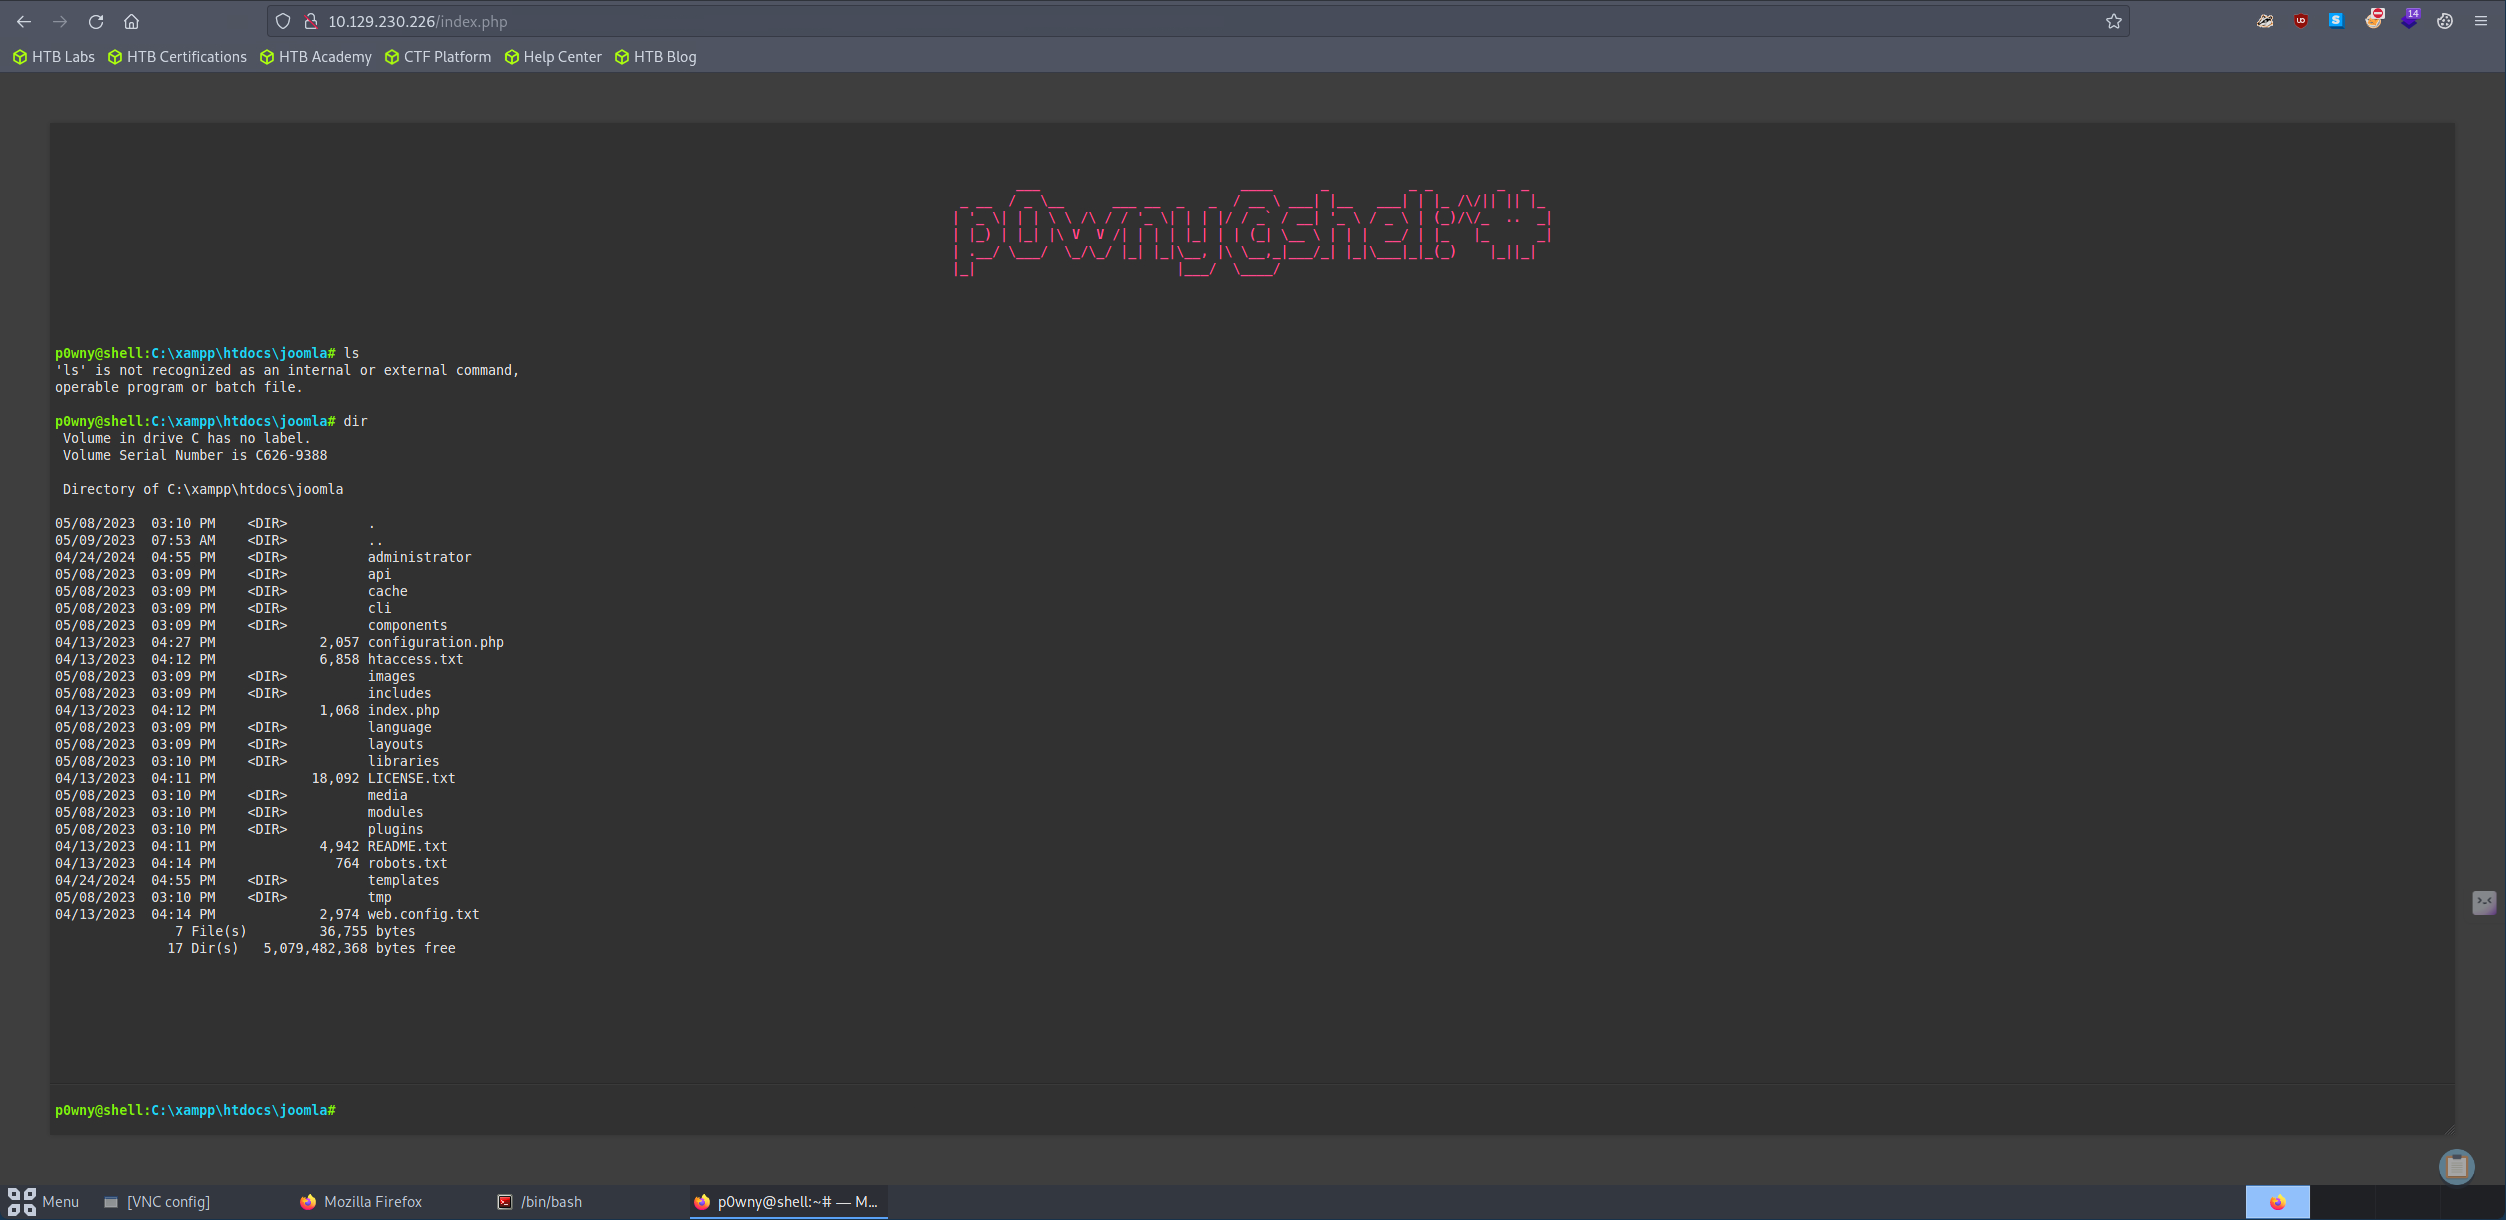 10.129.230.226/index.php
14
HTB Labs HTB Certifications HTB Academy CTF Platform Help Center HTB Blog
p0wny@shell:~#
p0wny@shell:C:\xampp\htdocs\joomla# ls
'ls' is not recognized as an internal or external command,
operable program or batch file.
p0wny@shell:C:\xampp\htdocs\joomla# dir
Volume in drive C has no label.
Volume Serial Number is C626-9388
Directory of C:\xampp\htdocs\joomla
05/08/2023  03:10 PM    <DIR>          .
05/09/2023  07:53 AM    <DIR>          ..
04/24/2024  04:55 PM    <DIR>          administrator
05/08/2023  03:09 PM    <DIR>          api
05/08/2023  03:09 PM    <DIR>          cache
05/08/2023  03:09 PM    <DIR>          cli
05/08/2023  03:09 PM    <DIR>          components
04/13/2023  04:27 PM             2,057 configuration.php
04/13/2023  04:12 PM             6,858 htaccess.txt
05/08/2023  03:09 PM    <DIR>          images
05/08/2023  03:09 PM    <DIR>          includes
04/13/2023  04:12 PM             1,068 index.php
05/08/2023  03:09 PM    <DIR>          language
05/08/2023  03:09 PM    <DIR>          layouts
05/08/2023  03:10 PM    <DIR>          libraries
04/13/2023  04:11 PM            18,092 LICENSE.txt
05/08/2023  03:10 PM    <DIR>          media
05/08/2023  03:10 PM    <DIR>          modules
05/08/2023  03:10 PM    <DIR>          plugins
04/13/2023  04:11 PM             4,942 README.txt
04/13/2023  04:14 PM               764 robots.txt
04/24/2024  04:55 PM    <DIR>          templates
05/08/2023  03:10 PM    <DIR>          tmp
04/13/2023  04:14 PM             2,974 web.config.txt
7 File(s)         36,755 bytes
17 Dir(s)   5,079,482,368 bytes free
p0wny@shell:C:\xampp\htdocs\joomla#
Menu [VNC config] Mozilla Firefox /bin/bash p0wny@shell:~# — M...